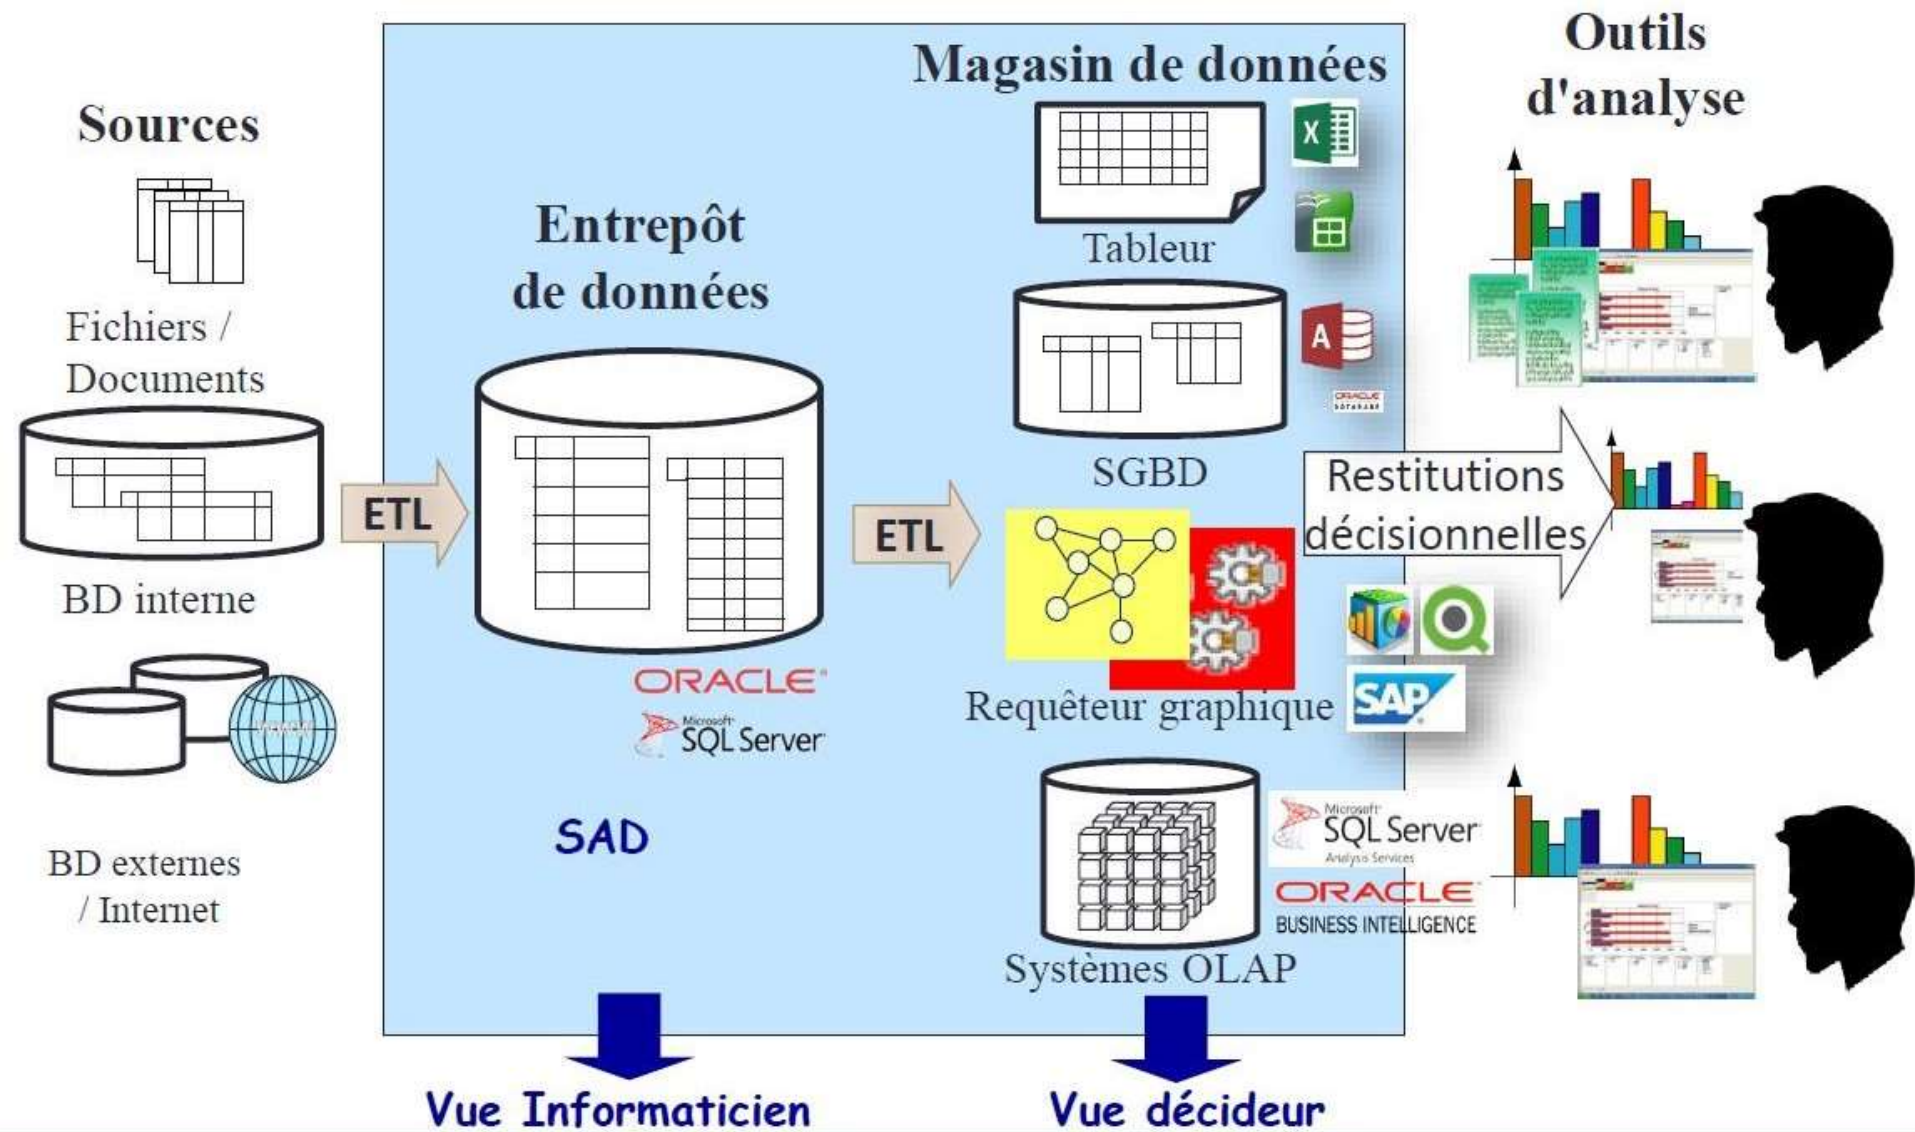 Sources
Fichiers /
Documents
BD interne
BD externes
/ Internet
ETL
Entrepôt
de données
ORACLE
Microsoft
SQL Server
SAD
ETL
Magasin de données
X
Tableur
A
ORACLE
DATABASE
SGBD
Requêteur graphique
SAP
Microsoft
SQL Server
Analysis Services
ORACLE
BUSINESS INTELLIGENCE
Systèmes OLAP
Restitutions
décisionnelles
Outils
d'analyse
Vue Informaticien
Vue décideur